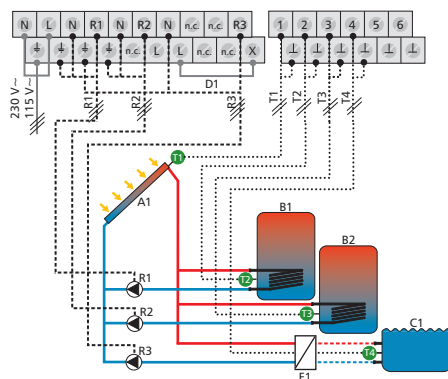 N L N R1 N R2 N n.c. n.c. R3 1 2 3 4 5 6
n.c. L L n.c. n.c. X
D1
230 V~
115 V~
R1 R2 R3 T1 T2 T3 T4
T1
A1
B1
B2
T2
R1
T3
R2
C1
T4
R3
E1